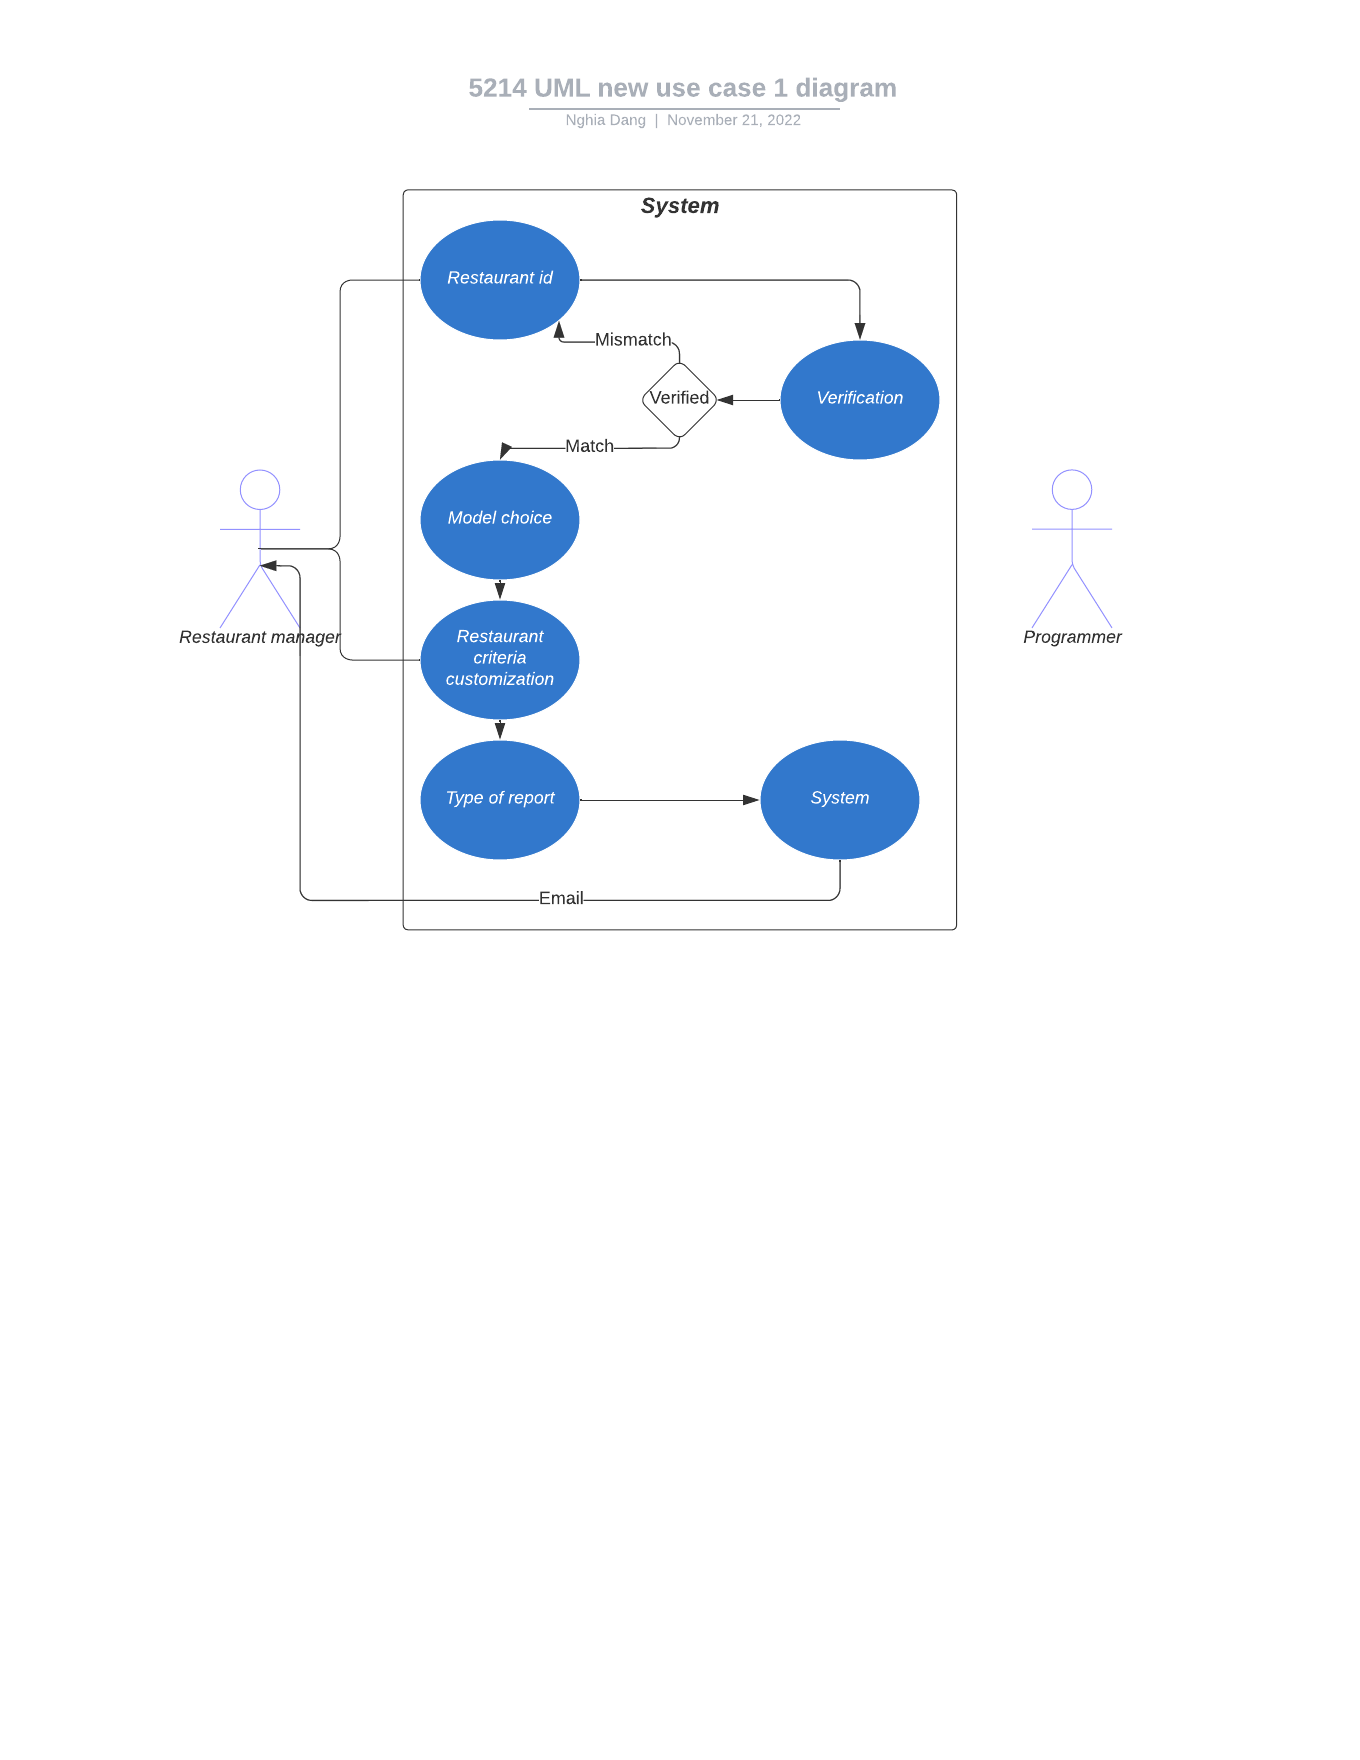 5214 UML new use case 1 diagram
Nghia Dang | November 21, 2022
System
Restaurant id
Mismatch
Verified
Verification
Match
Model choice
Restaurant manager
Programmer
Restaurant
criteria
customization
Type of report
System
Email